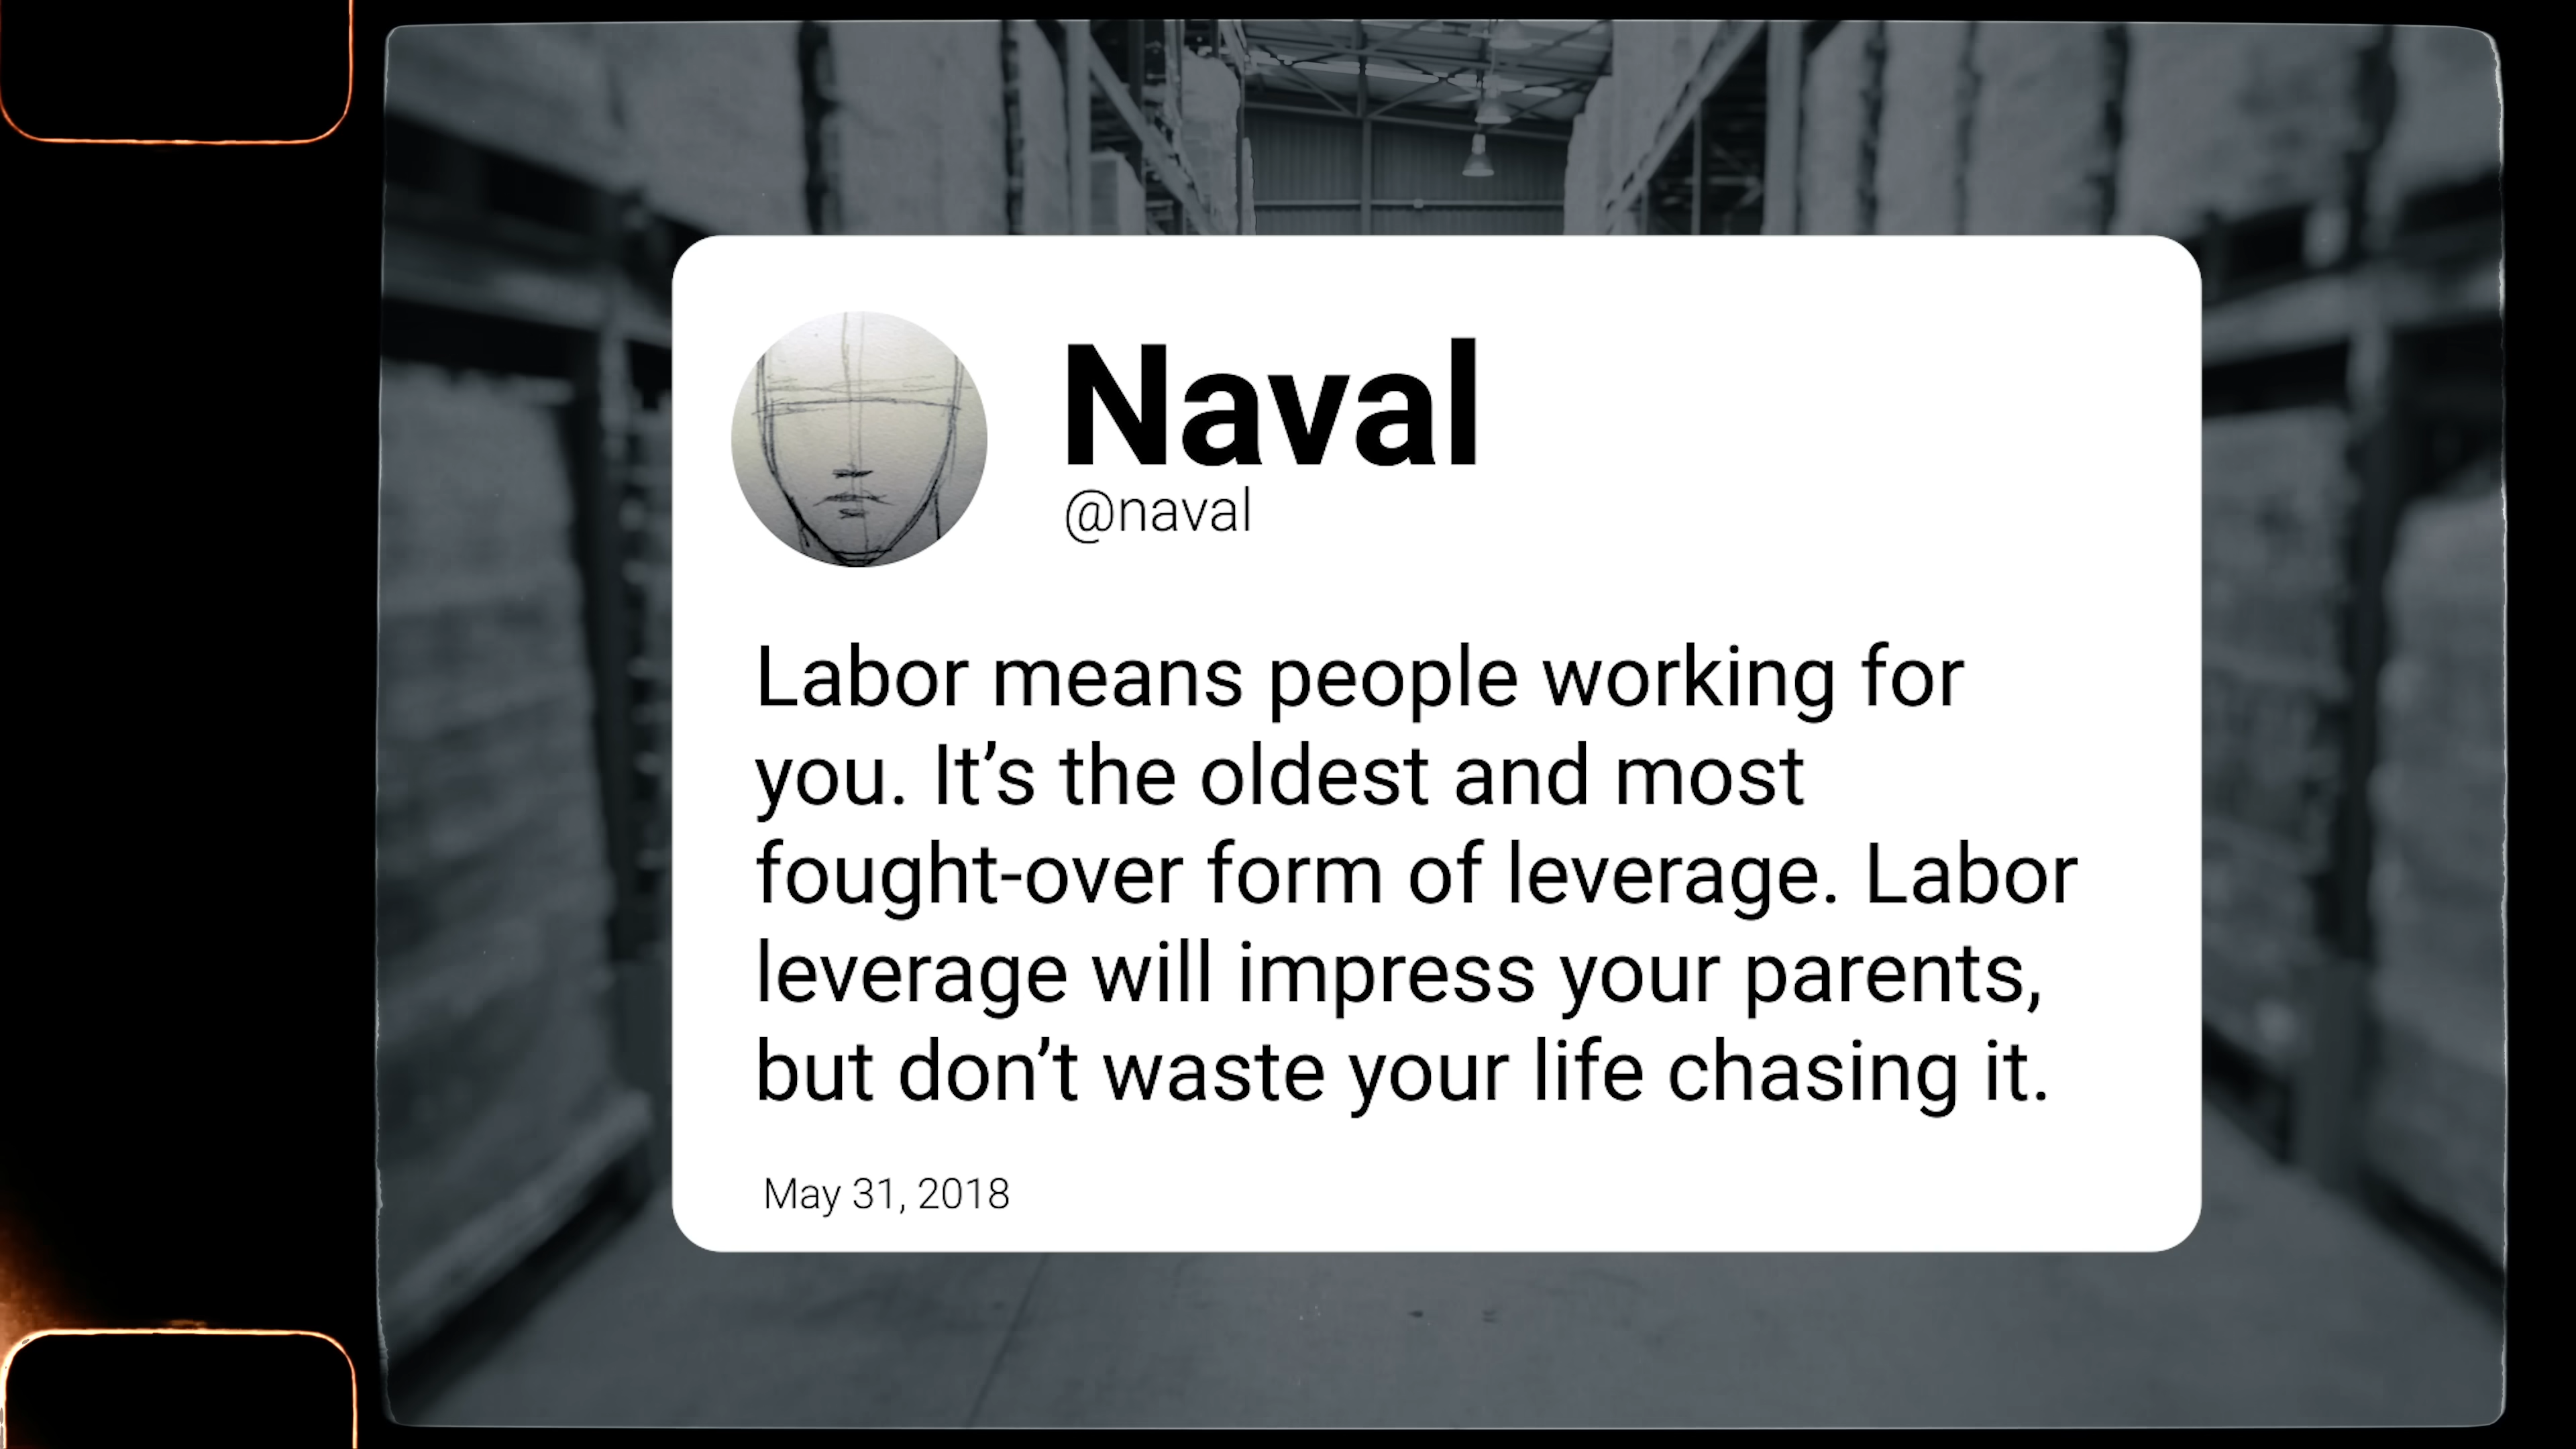 Naval
@naval
Labor means people working for
you. It’s the oldest and most
fought-over form of leverage. Labor
leverage will impress your parents,
but don’t waste your life chasing it.
May 31, 2018